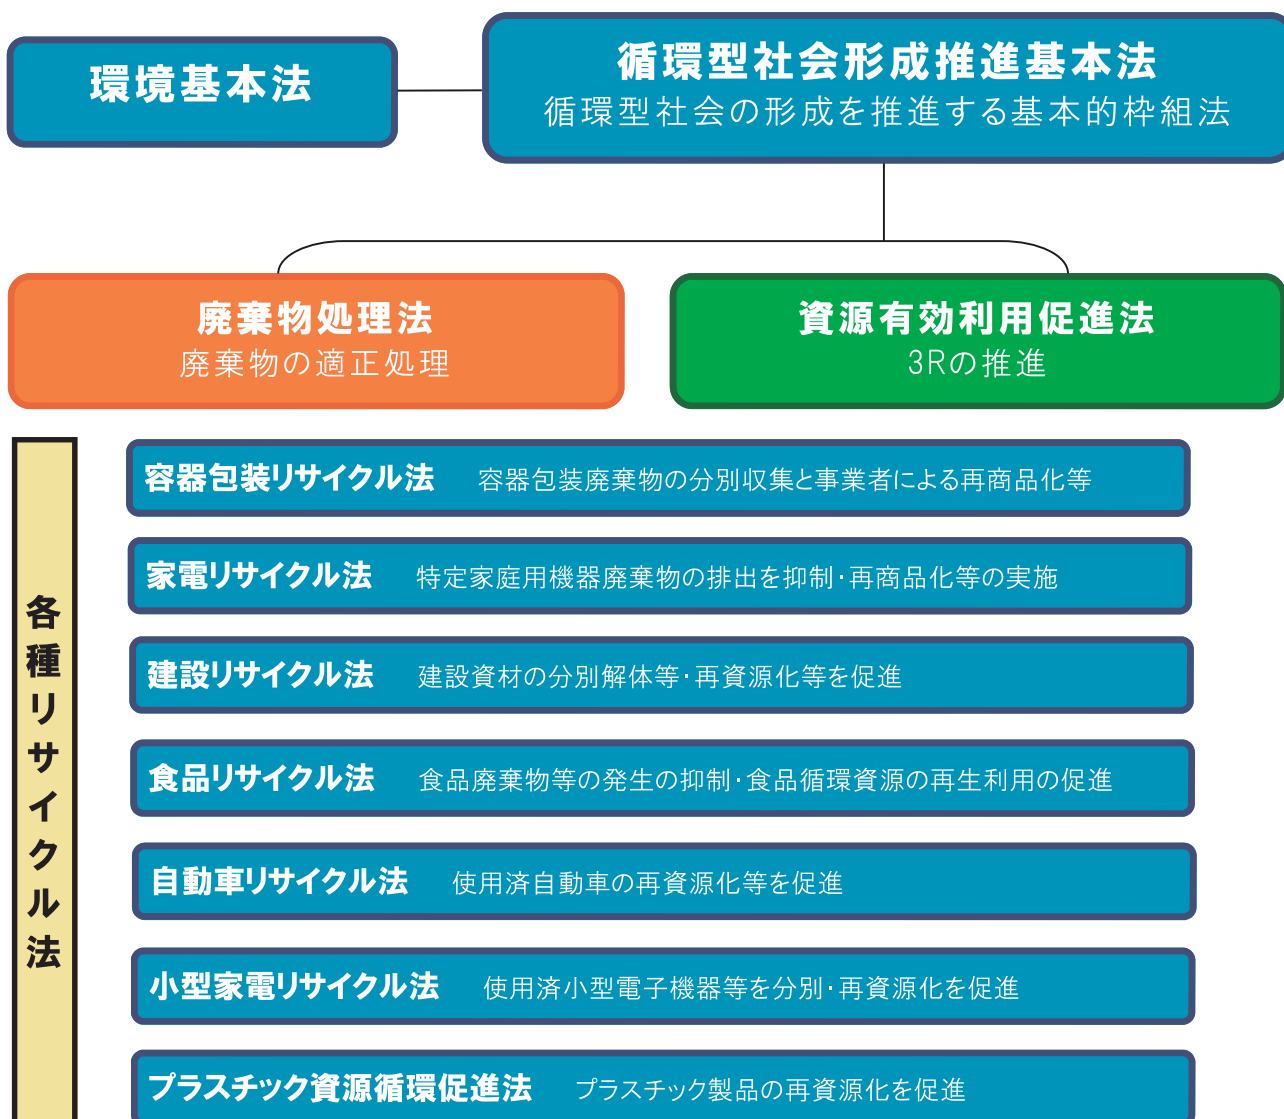 環境基本法
循環型社会形成推進基本法
循環型社会の形成を推進する基本的枠組法
廃棄物処理法
廃棄物の適正処理
資源有効利用促進法
3Rの推進
各種リサイクル法
容器包装リサイクル法 容器包装廃棄物の分別収集と事業者による再商品化等
家電リサイクル法 特定家庭用機器廃棄物の排出を抑制・再商品化等の実施
建設リサイクル法 建設資材の分別解体等・再資源化等を促進
食品リサイクル法 食品廃棄物等の発生の抑制・食品循環資源の再生利用の促進
自動車リサイクル法 使用済自動車の再資源化等を促進
小型家電リサイクル法 使用済小型電子機器等を分別・再資源化を促進
プラスチック資源循環促進法 プラスチック製品の再資源化を促進